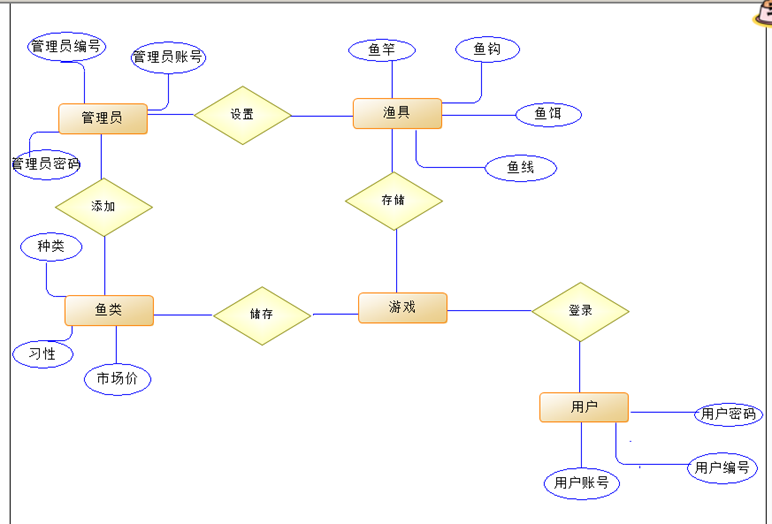 管理员编号
管理员账号
鱼竿
鱼钩
管理员
设置
渔具
鱼饵
管理员密码
鱼线
添加
存储
种类
鱼类
储存
游戏
登录
习性
市场价
用户
用户密码
用户账号
用户编号